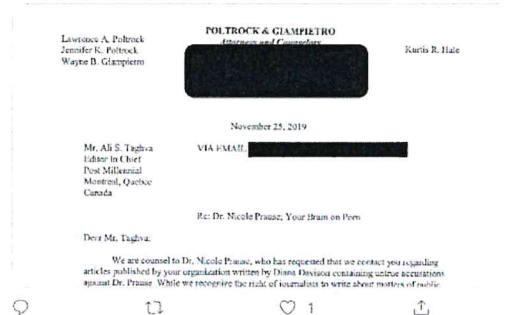 POLTROCK & GIAMPIETRO
Attorneys and Counselors
Lawrence A. Poltrock
Jennifer K. Poltrock
Wayne B. Giampietro
Kurtis R. Hale
November 25, 2019
Mr. Ali S. Taghva
Editor In Chief
Post Millennial
Montreal, Quebec
Canada
VIA EMAIL
Re: Dr. Nicole Prause; Your Brain on Porn
Dear Mr. Taghva:
We are counsel to Dr. Nicole Prause, who has requested that we contact you regarding
articles published by your organization written by Diana Davison containing untrue accusations
against Dr. Prause. While we recognize the right of journalists to write about matters of public
1